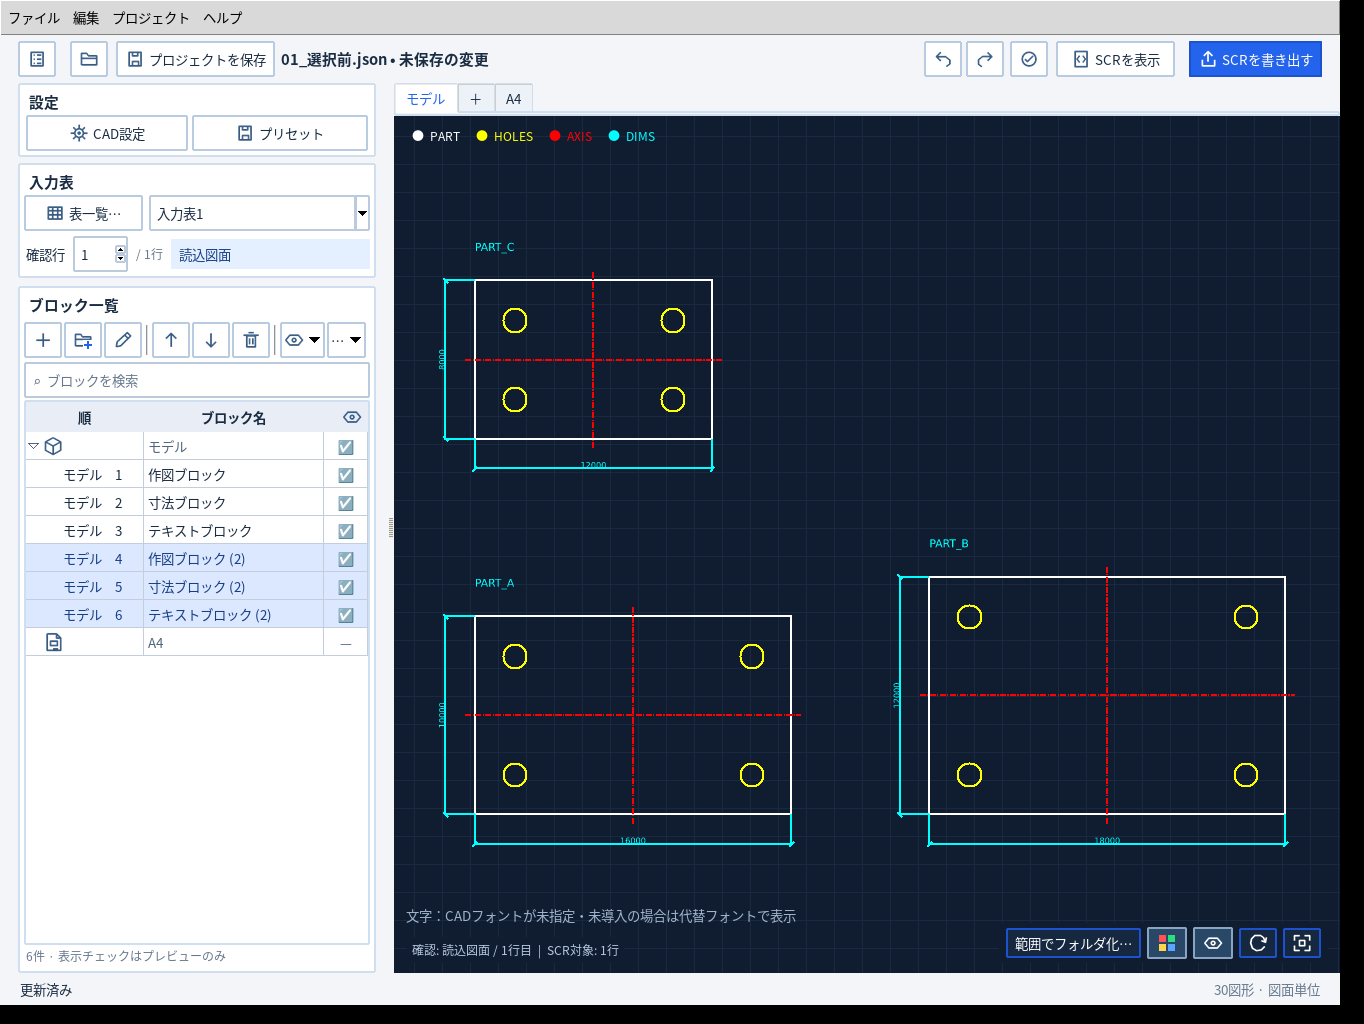 ファイル 編集 プロジェクト ヘルプ
プロジェクトを保存 01_選択前.json • 未保存の変更 SCRを表示 SCRを書き出す
設定
CAD設定 プリセット
入力表
表一覧… 入力表1
確認行 1 / 1行 読込図面
ブロック一覧
…
ブロックを検索
順 ブロック名
モデル
モデル 1 作図ブロック
モデル 2 寸法ブロック
モデル 3 テキストブロック
モデル 4 作図ブロック (2)
モデル 5 寸法ブロック (2)
モデル 6 テキストブロック (2)
A4 —
6件 · 表示チェックはプレビューのみ
更新済み
モデル + A4
PART HOLES AXIS DIMS
PART_C
8000
12000
PART_B
12000
18000
PART_A
10000
16000
文字：CADフォントが未指定・未導入の場合は代替フォントで表示
確認: 読込図面 / 1行目 | SCR対象: 1行
範囲でフォルダ化…
30図形 · 図面単位